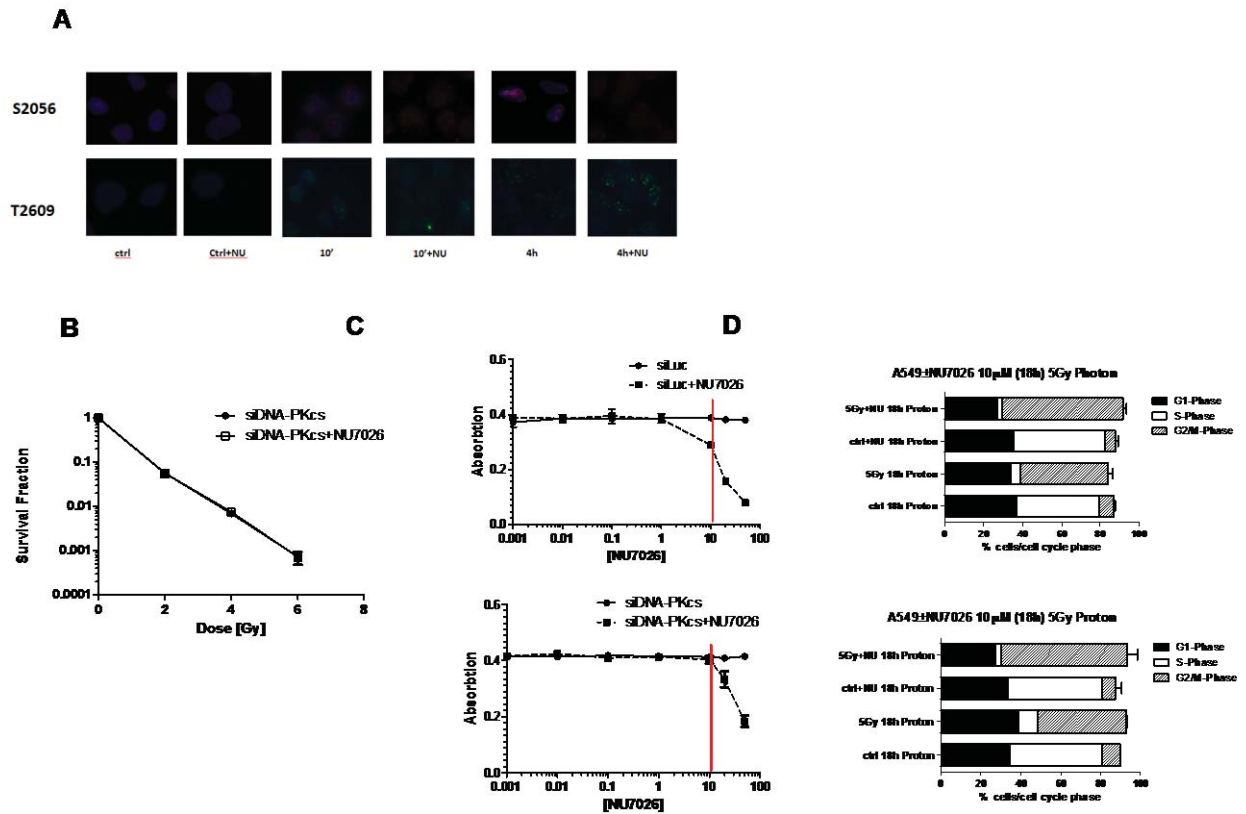 A
S2056
T2609
ctrl
Ctrl+NU
10'
10'+NU
4h
4h+NU
B
C
D
siDNA-PKcs
siDNA-PKcs+NU7026
1
0.1
0.01
0.001
0.0001
Survival Fraction
0
2
4
6
8
Dose [Gy]
siLuc
siLuc+NU7026
0.6
0.4
0.2
0.0
Absorbtion
0.001
0.01
0.1
1
10
100
[NU7026]
siDNA-PKcs
siDNA-PKcs+NU7026
0.6
0.4
0.2
0.0
Absorbtion
0.001
0.01
0.1
1
10
100
[NU7026]
A549±NU7026 10µM (18h) 5Gy Photon
5Gy+NU 18h Proton
ctrl+NU 18h Proton
5Gy 18h Proton
ctrl 18h Proton
G1-Phase
S-Phase
G2/M-Phase
0
20
40
60
80
100
% cells/cell cycle phase
A549±NU7026 10µM (18h) 5Gy Proton
5Gy+NU 18h Proton
ctrl+NU 18h Proton
5Gy 18h Proton
ctrl 18h Proton
G1-Phase
S-Phase
G2/M-Phase
0
20
40
60
80
100
% cells/cell cycle phase